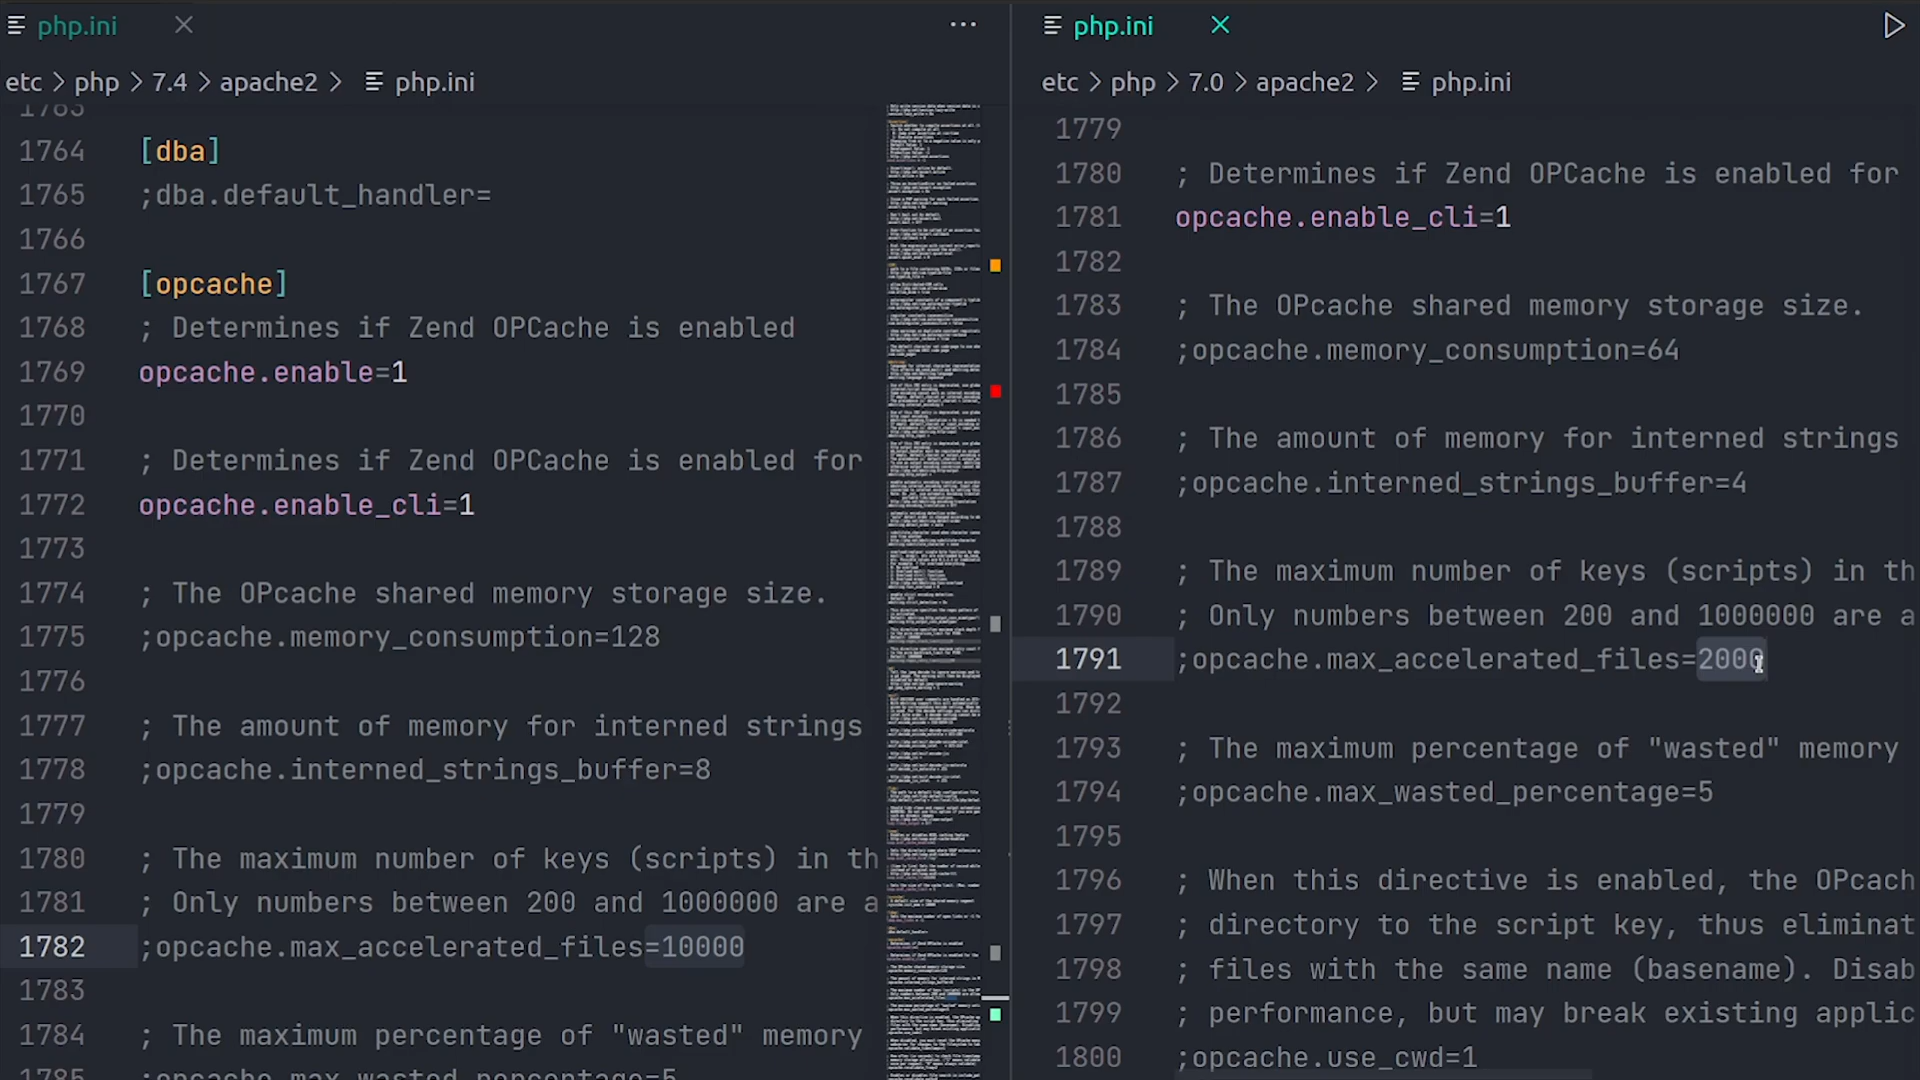 php.ini
etc > php > 7.4 > apache2 > php.ini
1763
1764 [dba]
1765 ;dba.default_handler=
1766
1767 [opcache]
1768 ; Determines if Zend OPCache is enabled
1769 opcache.enable=1
1770
1771 ; Determines if Zend OPCache is enabled for
1772 opcache.enable_cli=1
1773
1774 ; The OPcache shared memory storage size.
1775 ;opcache.memory_consumption=128
1776
1777 ; The amount of memory for interned strings
1778 ;opcache.interned_strings_buffer=8
1779
1780 ; The maximum number of keys (scripts) in th
1781 ; Only numbers between 200 and 1000000 are a
1782 ;opcache.max_accelerated_files=10000
1783
1784 ; The maximum percentage of "wasted" memory
1785 ;opcache.max_wasted_percentage=5
php.ini
etc > php > 7.0 > apache2 > php.ini
1779
1780 ; Determines if Zend OPCache is enabled for
1781 opcache.enable_cli=1
1782
1783 ; The OPcache shared memory storage size.
1784 ;opcache.memory_consumption=64
1785
1786 ; The amount of memory for interned strings
1787 ;opcache.interned_strings_buffer=4
1788
1789 ; The maximum number of keys (scripts) in th
1790 ; Only numbers between 200 and 1000000 are a
1791 ;opcache.max_accelerated_files=2000
1792
1793 ; The maximum percentage of "wasted" memory
1794 ;opcache.max_wasted_percentage=5
1795
1796 ; When this directive is enabled, the OPcach
1797 ; directory to the script key, thus eliminat
1798 ; files with the same name (basename). Disab
1799 ; performance, but may break existing applic
1800 ;opcache.use_cwd=1